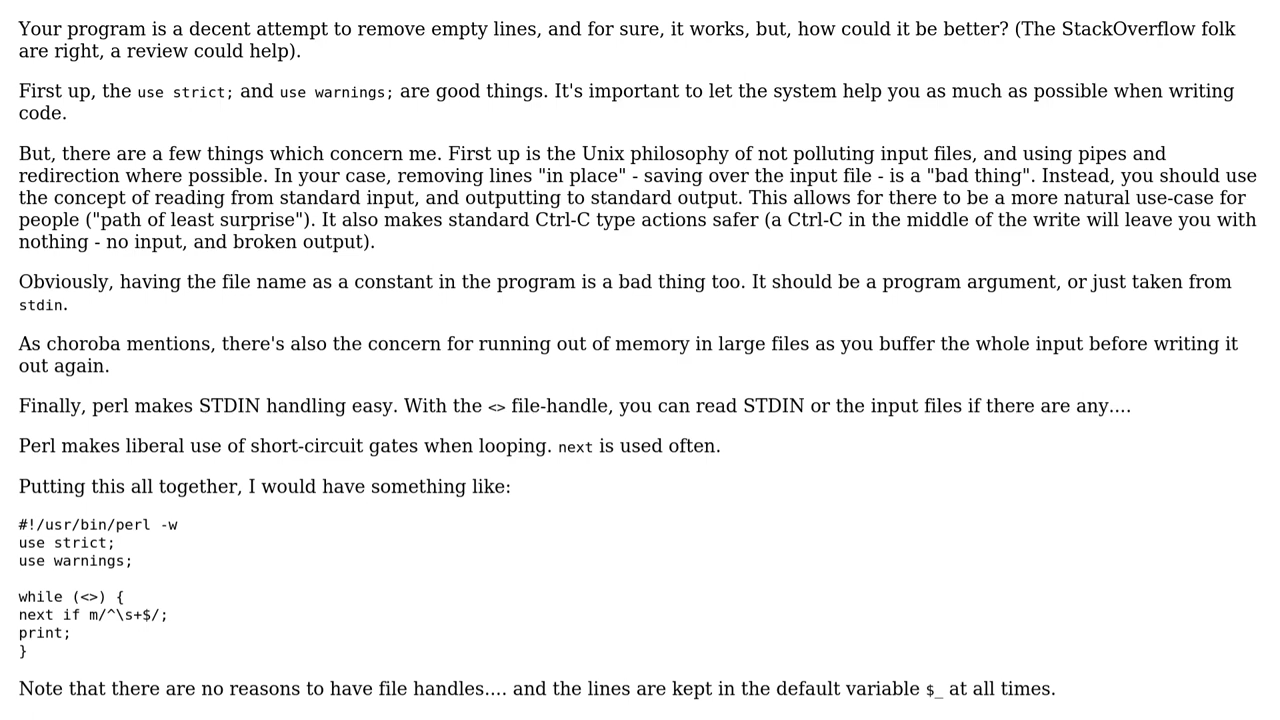 Your program is a decent attempt to remove empty lines, and for sure, it works, but, how could it be better? (The StackOverflow folk
are right, a review could help).
First up, the use strict; and use warnings; are good things. It's important to let the system help you as much as possible when writing
code.
But, there are a few things which concern me. First up is the Unix philosophy of not polluting input files, and using pipes and
redirection where possible. In your case, removing lines "in place" - saving over the input file - is a "bad thing". Instead, you should use
the concept of reading from standard input, and outputting to standard output. This allows for there to be a more natural use-case for
people ("path of least surprise"). It also makes standard Ctrl-C type actions safer (a Ctrl-C in the middle of the write will leave you with
nothing - no input, and broken output).
Obviously, having the file name as a constant in the program is a bad thing too. It should be a program argument, or just taken from
stdin.
As choroba mentions, there's also the concern for running out of memory in large files as you buffer the whole input before writing it
out again.
Finally, perl makes STDIN handling easy. With the <> file-handle, you can read STDIN or the input files if there are any....
Perl makes liberal use of short-circuit gates when looping. next is used often.
Putting this all together, I would have something like:
#!/usr/bin/perl -w
use strict;
use warnings;
while (<>) {
next if m/^\s+$/;
print;
}
Note that there are no reasons to have file handles.... and the lines are kept in the default variable $_ at all times.